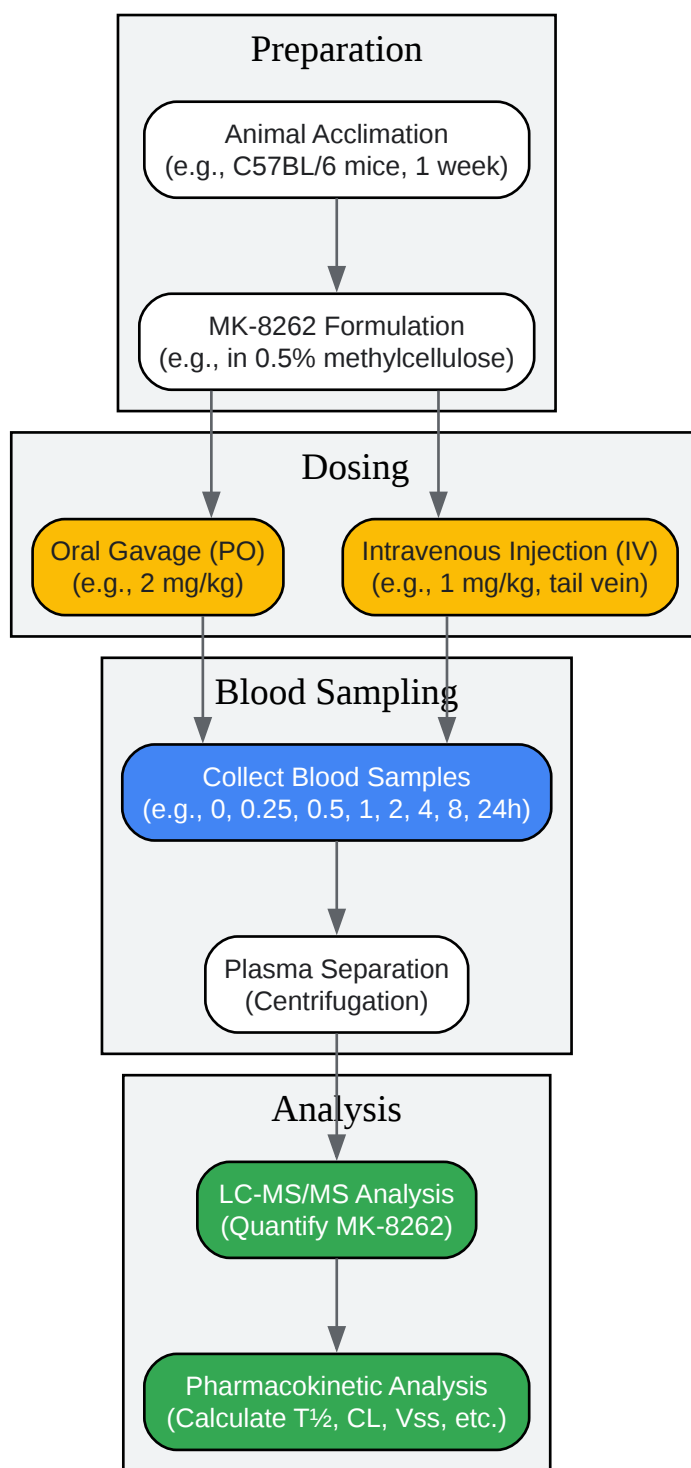 Preparation
Animal Acclimation
(e.g., C57BL/6 mice, 1 week)
MK-8262 Formulation
(e.g., in 0.5% methylcellulose)
Dosing
Oral Gavage (PO)
(e.g., 2 mg/kg)
Intravenous Injection (IV)
(e.g., 1 mg/kg, tail vein)
Blood Sampling
Collect Blood Samples
(e.g., 0, 0.25, 0.5, 1, 2, 4, 8, 24h)
Plasma Separation
(Centrifugation)
Analysis
LC-MS/MS Analysis
(Quantify MK-8262)
Pharmacokinetic Analysis
(Calculate T½, CL, Vss, etc.)